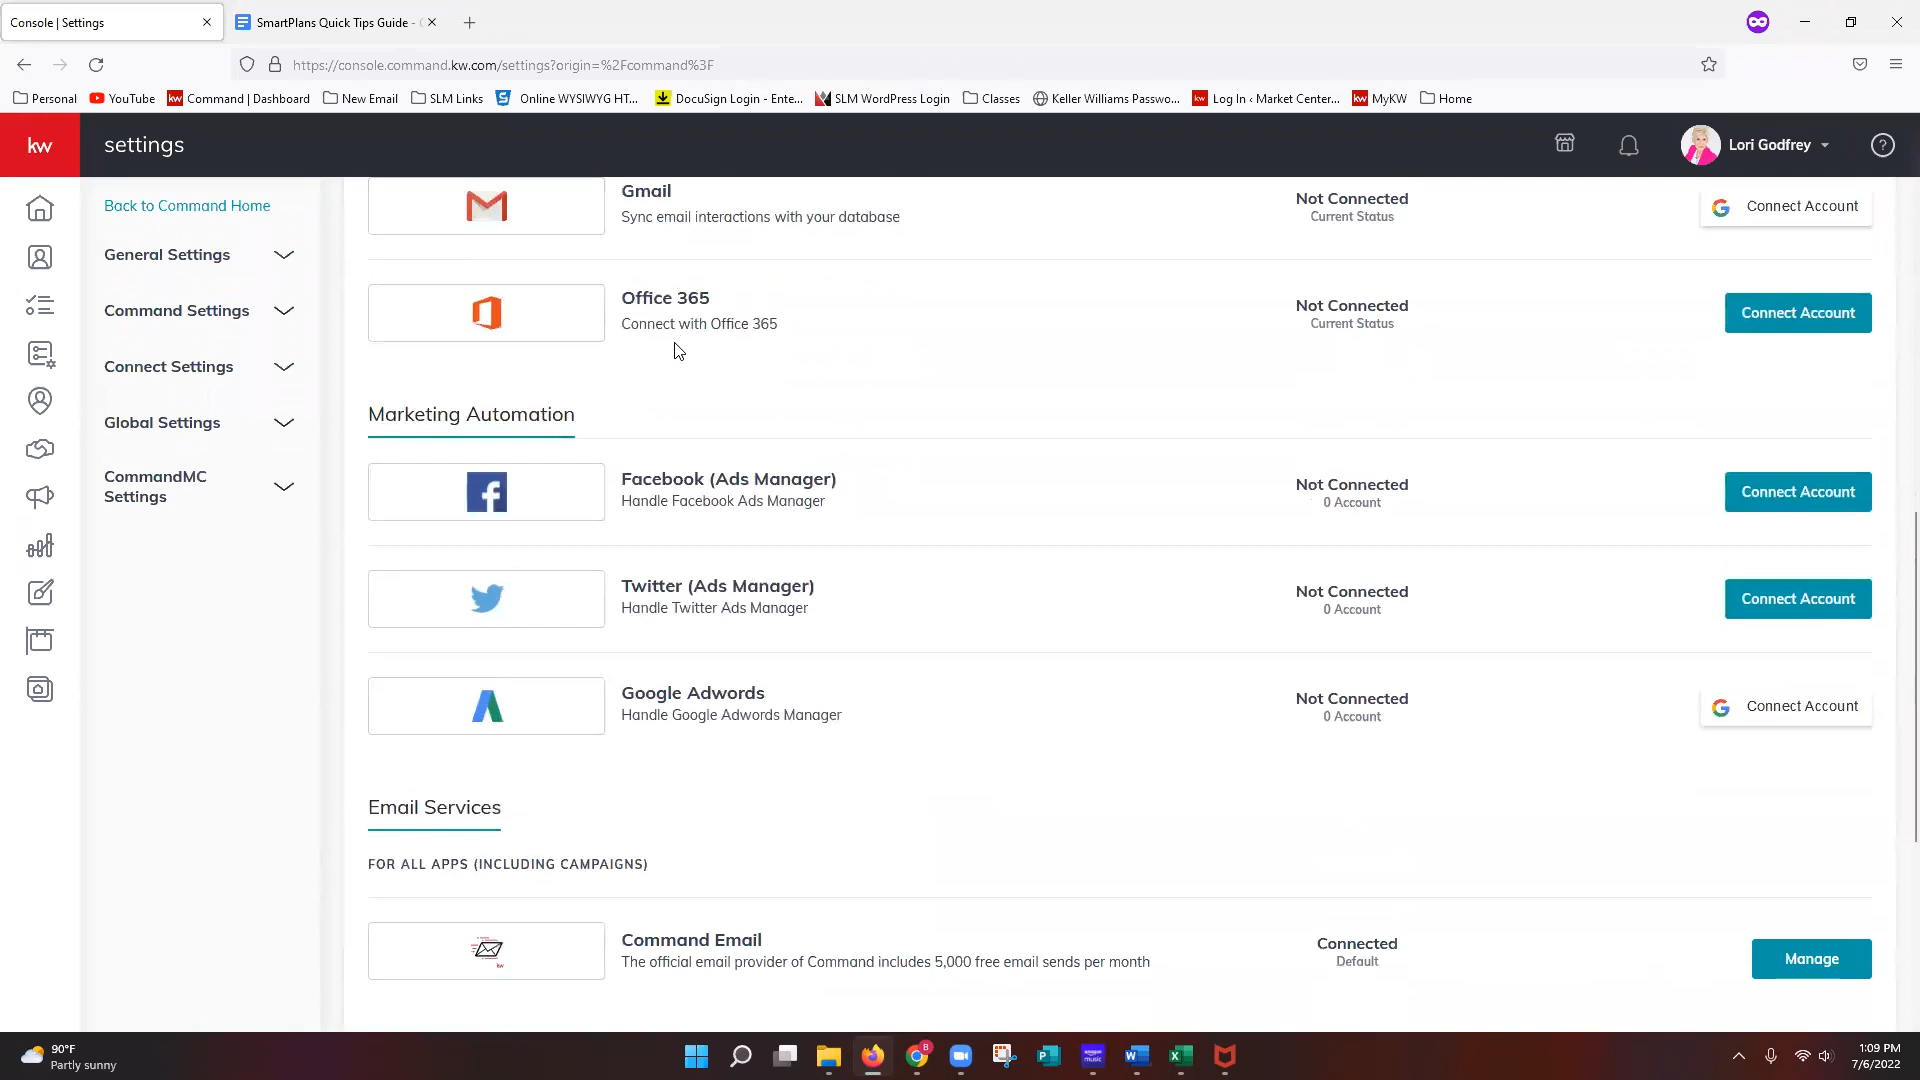 Console | Settings
SmartPlans Quick Tips Guide -
https://console.command.kw.com/settings?origin=%2Fcommand%3F
Personal
YouTube
kw Command | Dashboard
New Email
SLM Links
Online WYSIWYG HT...
DocuSign Login - Ente...
SLM WordPress Login
Classes
Keller Williams Passwo...
kw Log In ‹ Market Center...
kw MyKW
Home
kw
settings
Lori Godfrey
?
Back to Command Home
General Settings
Command Settings
Connect Settings
Global Settings
CommandMC
Settings
Gmail
Sync email interactions with your database
Not Connected
Current Status
Connect Account
Office 365
Connect with Office 365
Not Connected
Current Status
Connect Account
Marketing Automation
Facebook (Ads Manager)
Handle Facebook Ads Manager
Not Connected
0 Account
Connect Account
Twitter (Ads Manager)
Handle Twitter Ads Manager
Not Connected
0 Account
Connect Account
Google Adwords
Handle Google Adwords Manager
Not Connected
0 Account
Connect Account
Email Services
FOR ALL APPS (INCLUDING CAMPAIGNS)
Command Email
The official email provider of Command includes 5,000 free email sends per month
Connected
Default
Manage
90°F
Partly sunny
1:09 PM
7/6/2022